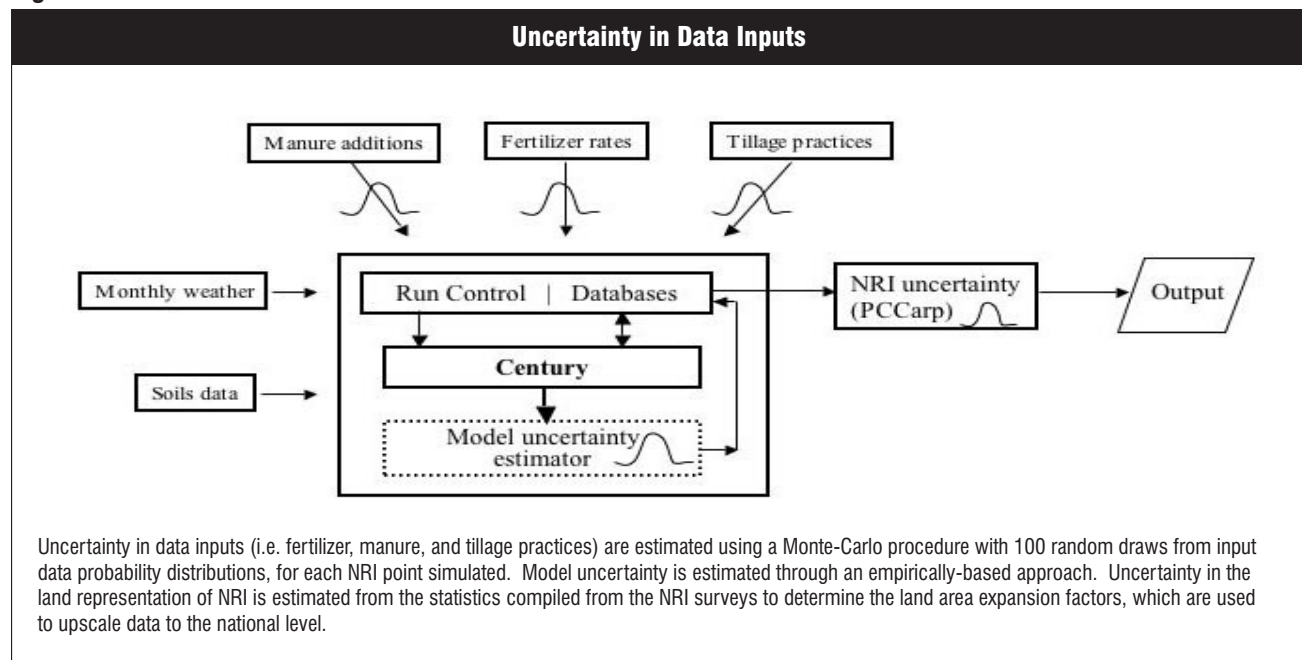 Uncertainty in Data Inputs
Manure additions
Fertilizer rates
Tillage practices
Monthly weather
Run Control | Databases
NRI uncertainty
(PCCarp)
Output
Century
Soils data
Model uncertainty
estimator
Uncertainty in data inputs (i.e. fertilizer, manure, and tillage practices) are estimated using a Monte-Carlo procedure with 100 random draws from input
data probability distributions, for each NRI point simulated. Model uncertainty is estimated through an empirically-based approach. Uncertainty in the
land representation of NRI is estimated from the statistics compiled from the NRI surveys to determine the land area expansion factors, which are used
to upscale data to the national level.